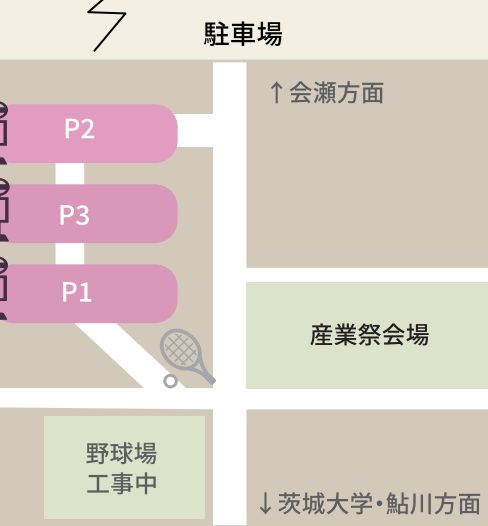 駐車場
↑会瀬方面
P2
P3
P1
産業祭会場
野球場
工事中
↓茨城大学・鮎川方面